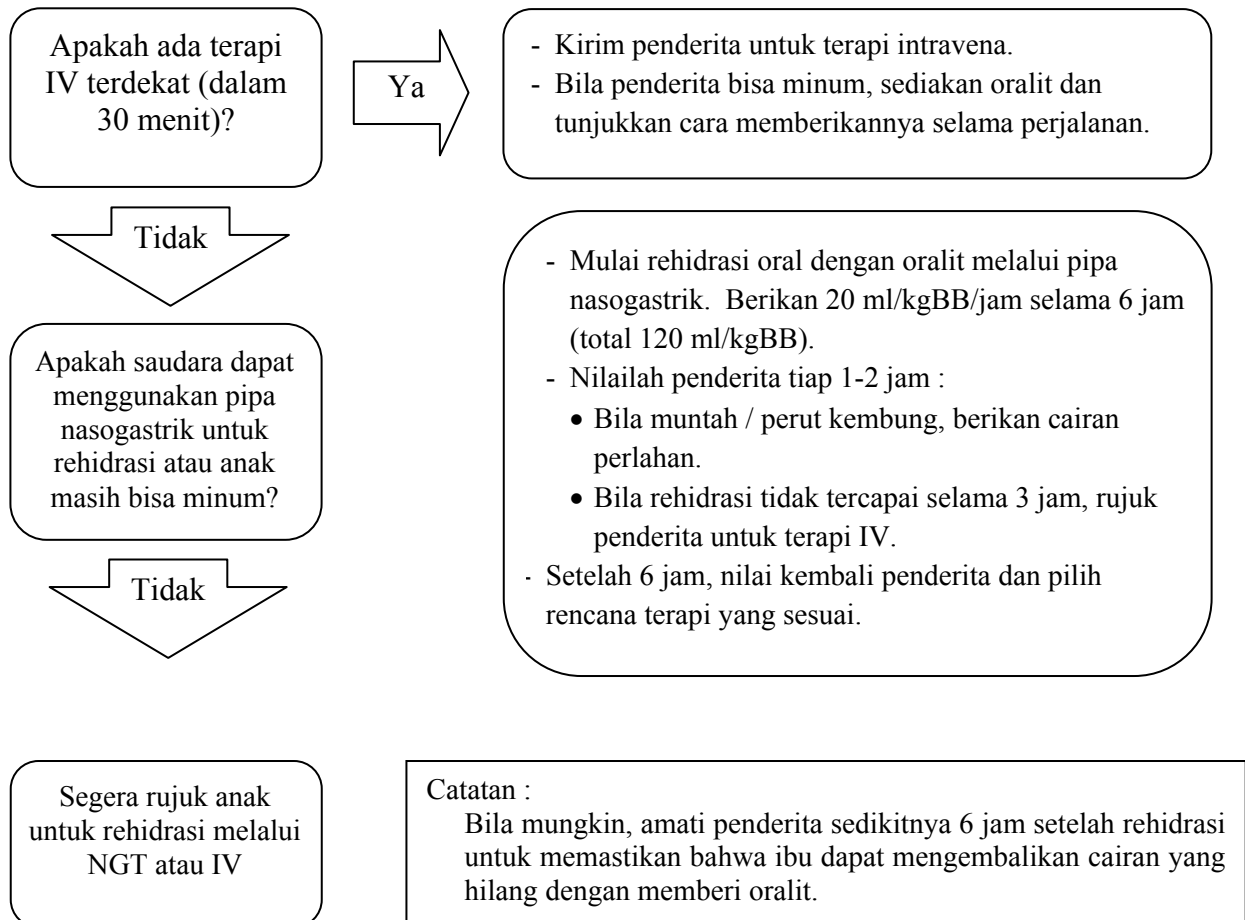 Apakah ada terapi
IV terdekat (dalam
30 menit)?
Ya
- Kirim penderita untuk terapi intravena.
- Bila penderita bisa minum, sediakan oralit dan
tunjukkan cara memberikannya selama perjalanan.
Tidak
Apakah saudara dapat
menggunakan pipa
nasogastrik untuk
rehidrasi atau anak
masih bisa minum?
- Mulai rehidrasi oral dengan oralit melalui pipa
nasogastrik. Berikan 20 ml/kgBB/jam selama 6 jam
(total 120 ml/kgBB).
- Nilailah penderita tiap 1-2 jam :
• Bila muntah / perut kembung, berikan cairan
perlahan.
• Bila rehidrasi tidak tercapai selama 3 jam, rujuk
penderita untuk terapi IV.
- Setelah 6 jam, nilai kembali penderita dan pilih
rencana terapi yang sesuai.
Tidak
Segera rujuk anak
untuk rehidrasi melalui
NGT atau IV
Catatan :
Bila mungkin, amati penderita sedikitnya 6 jam setelah rehidrasi
untuk memastikan bahwa ibu dapat mengembalikan cairan yang
hilang dengan memberi oralit.